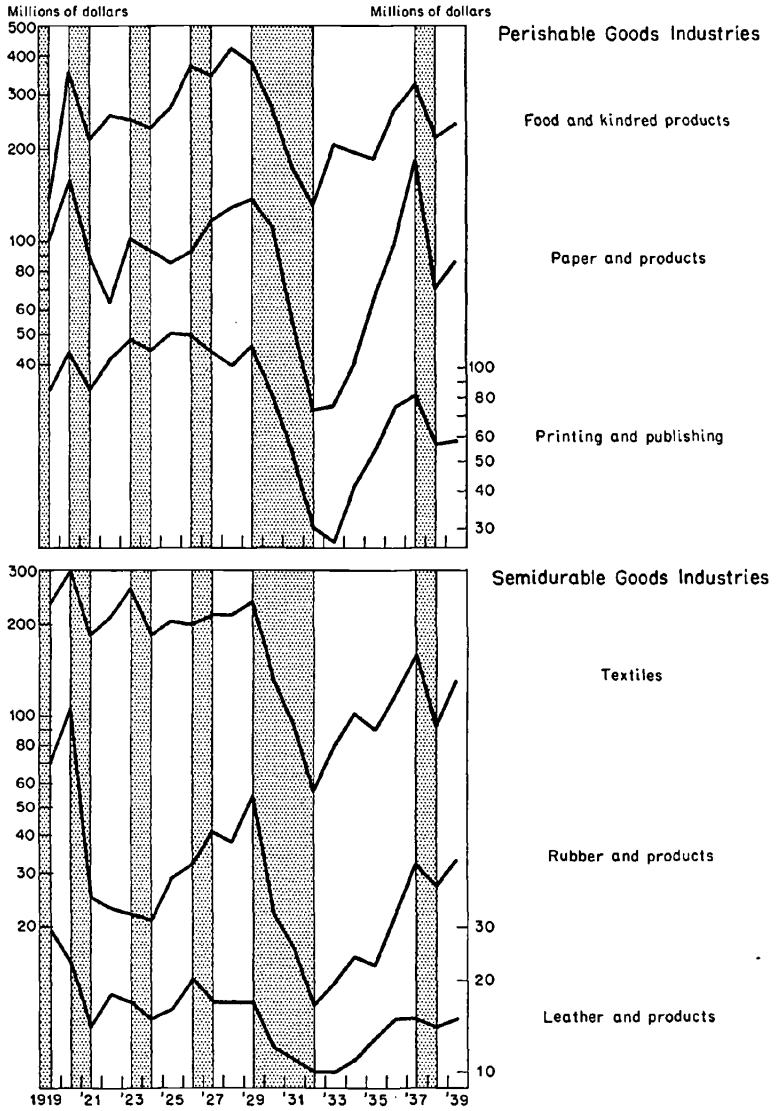 Millions of dollars
Millions of dollars
Perishable Goods Industries
500
400
300
200
100
80
60
50
40
100
80
60
50
40
30
Food and kindred products
Paper and products
Printing and publishing
Semidurable Goods Industries
300
200
100
80
60
50
40
30
20
30
20
10
Textiles
Rubber and products
Leather and products
1919 '21 '23 '25 '27 '29 '31 '33 '35 '37 '39